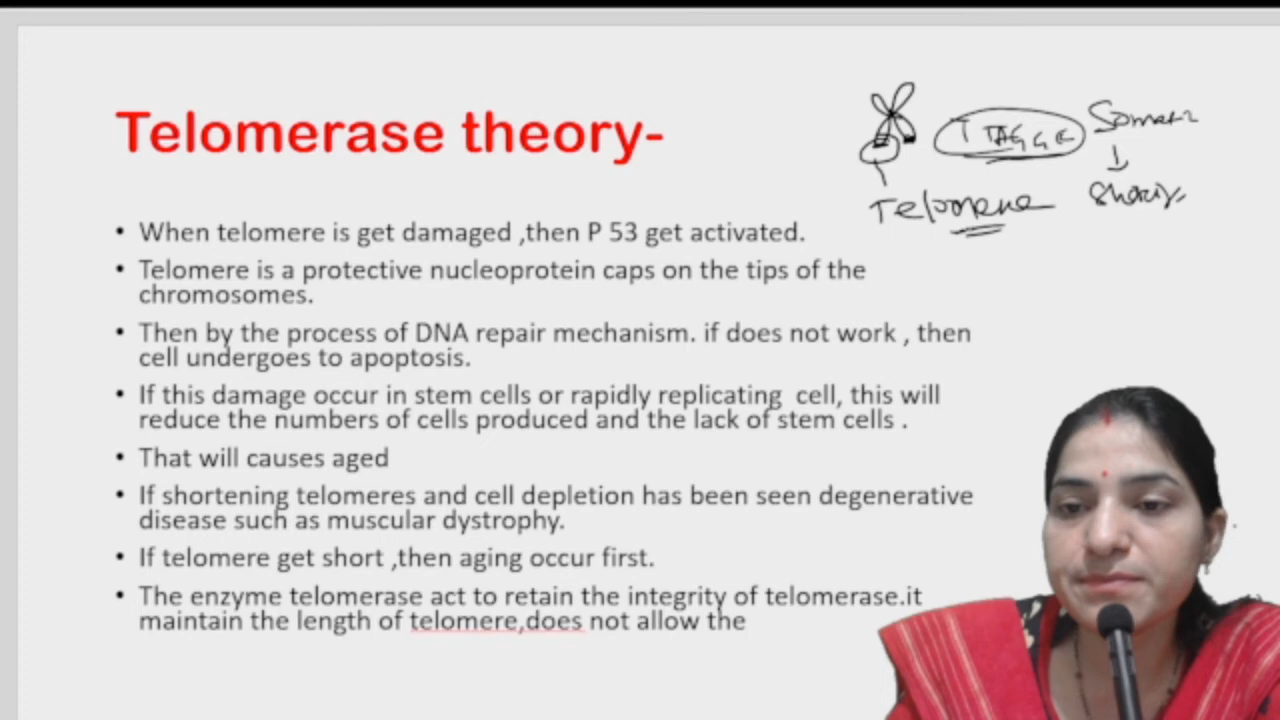 Telomerase theory-
TTAGGG
Telomere
• When telomere is get damaged ,then P 53 get activated.
• Telomere is a protective nucleoprotein caps on the tips of the
chromosomes.
• Then by the process of DNA repair mechanism. if does not work , then
cell undergoes to apoptosis.
• If this damage occur in stem cells or rapidly replicating cell, this will
reduce the numbers of cells produced and the lack of stem cells .
• That will causes aged
• If shortening telomeres and cell depletion has been seen degenerative
disease such as muscular dystrophy.
• If telomere get short ,then aging occur first.
• The enzyme telomerase act to retain the integrity of telomerase.it
maintain the length of telomere,does not allow the